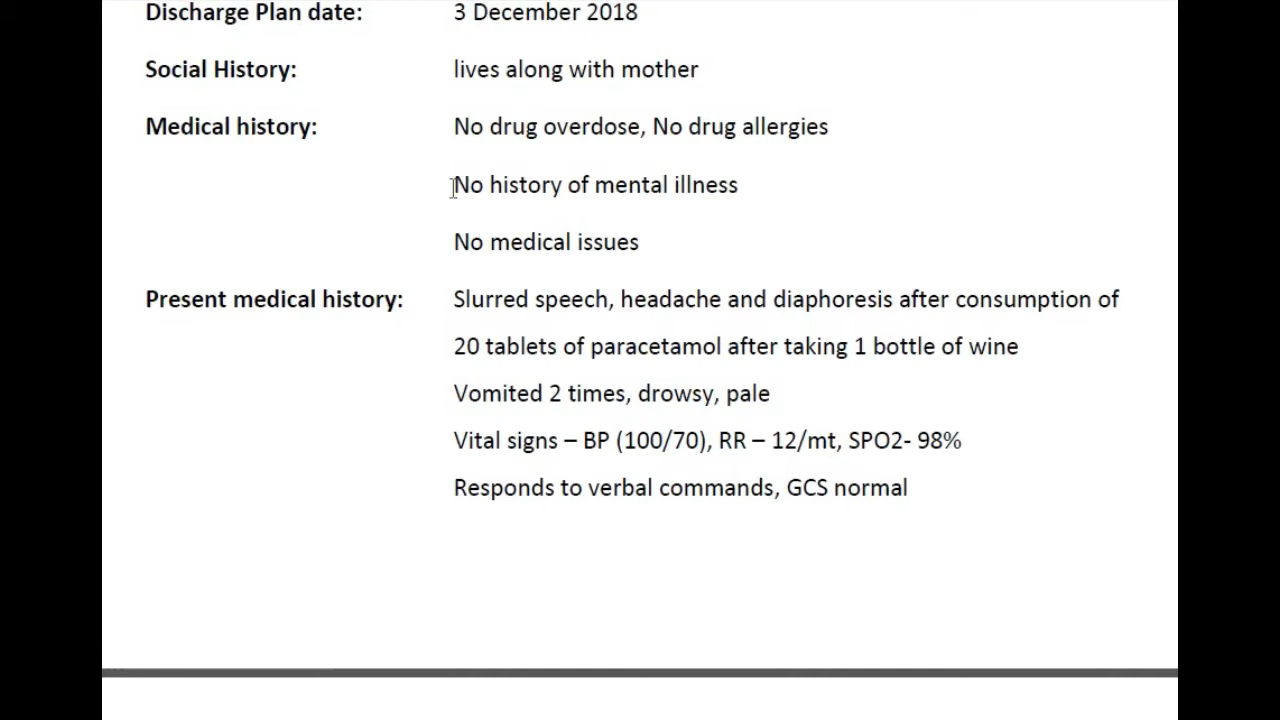 Discharge Plan date: 3 December 2018
Social History: lives along with mother
Medical history: No drug overdose, No drug allergies
No history of mental illness
No medical issues
Present medical history: Slurred speech, headache and diaphoresis after consumption of
20 tablets of paracetamol after taking 1 bottle of wine
Vomited 2 times, drowsy, pale
Vital signs – BP (100/70), RR – 12/mt, SPO2- 98%
Responds to verbal commands, GCS normal